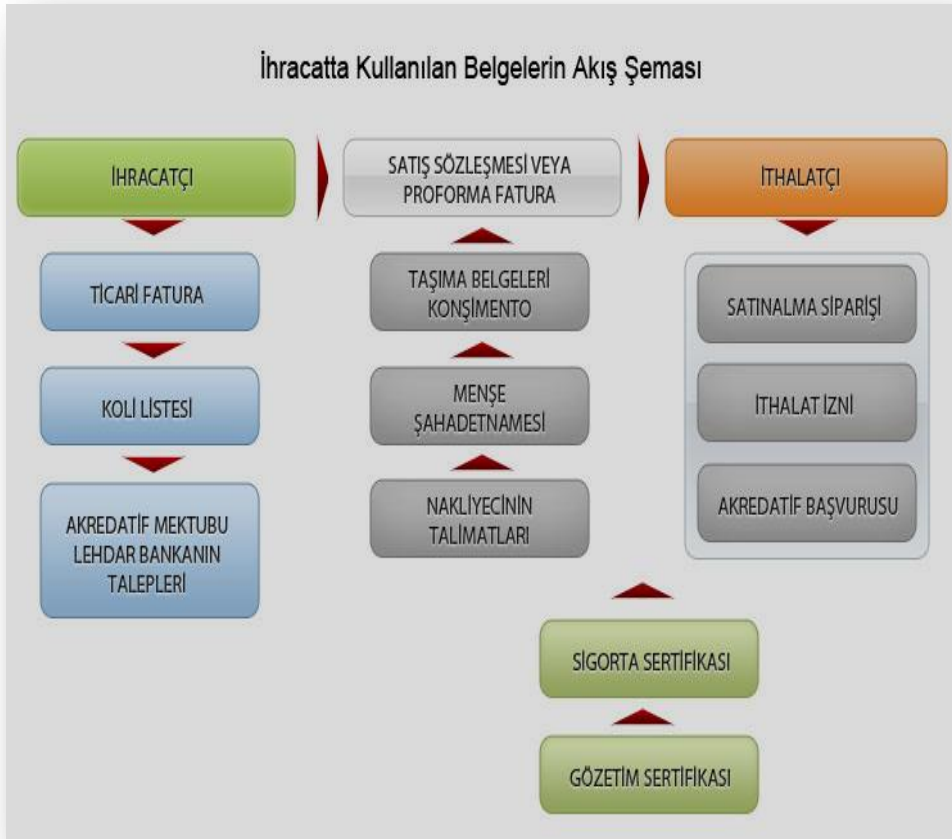 İhracatta Kullanılan Belgelerin Akış Şeması
İHRACATÇI
SATIŞ SÖZLEŞMESİ VEYA
PROFORMA FATURA
İTHALATÇI
TİCARİ FATURA
KOLİ LİSTESİ
AKREDATİF MEKTUBU
LEHDAR BANKANIN
TALEPLERİ
TAŞIMA BELGELERİ
KONŞİMENTO
MENŞE
ŞAHADETNAMESİ
NAKLİYECİNİN
TALİMATLARI
SATINALMA SİPARİŞİ
İTHALAT İZNİ
AKREDATİF BAŞVURUSU
SİGORTA SERTİFİKASI
GÖZETİM SERTİFİKASI